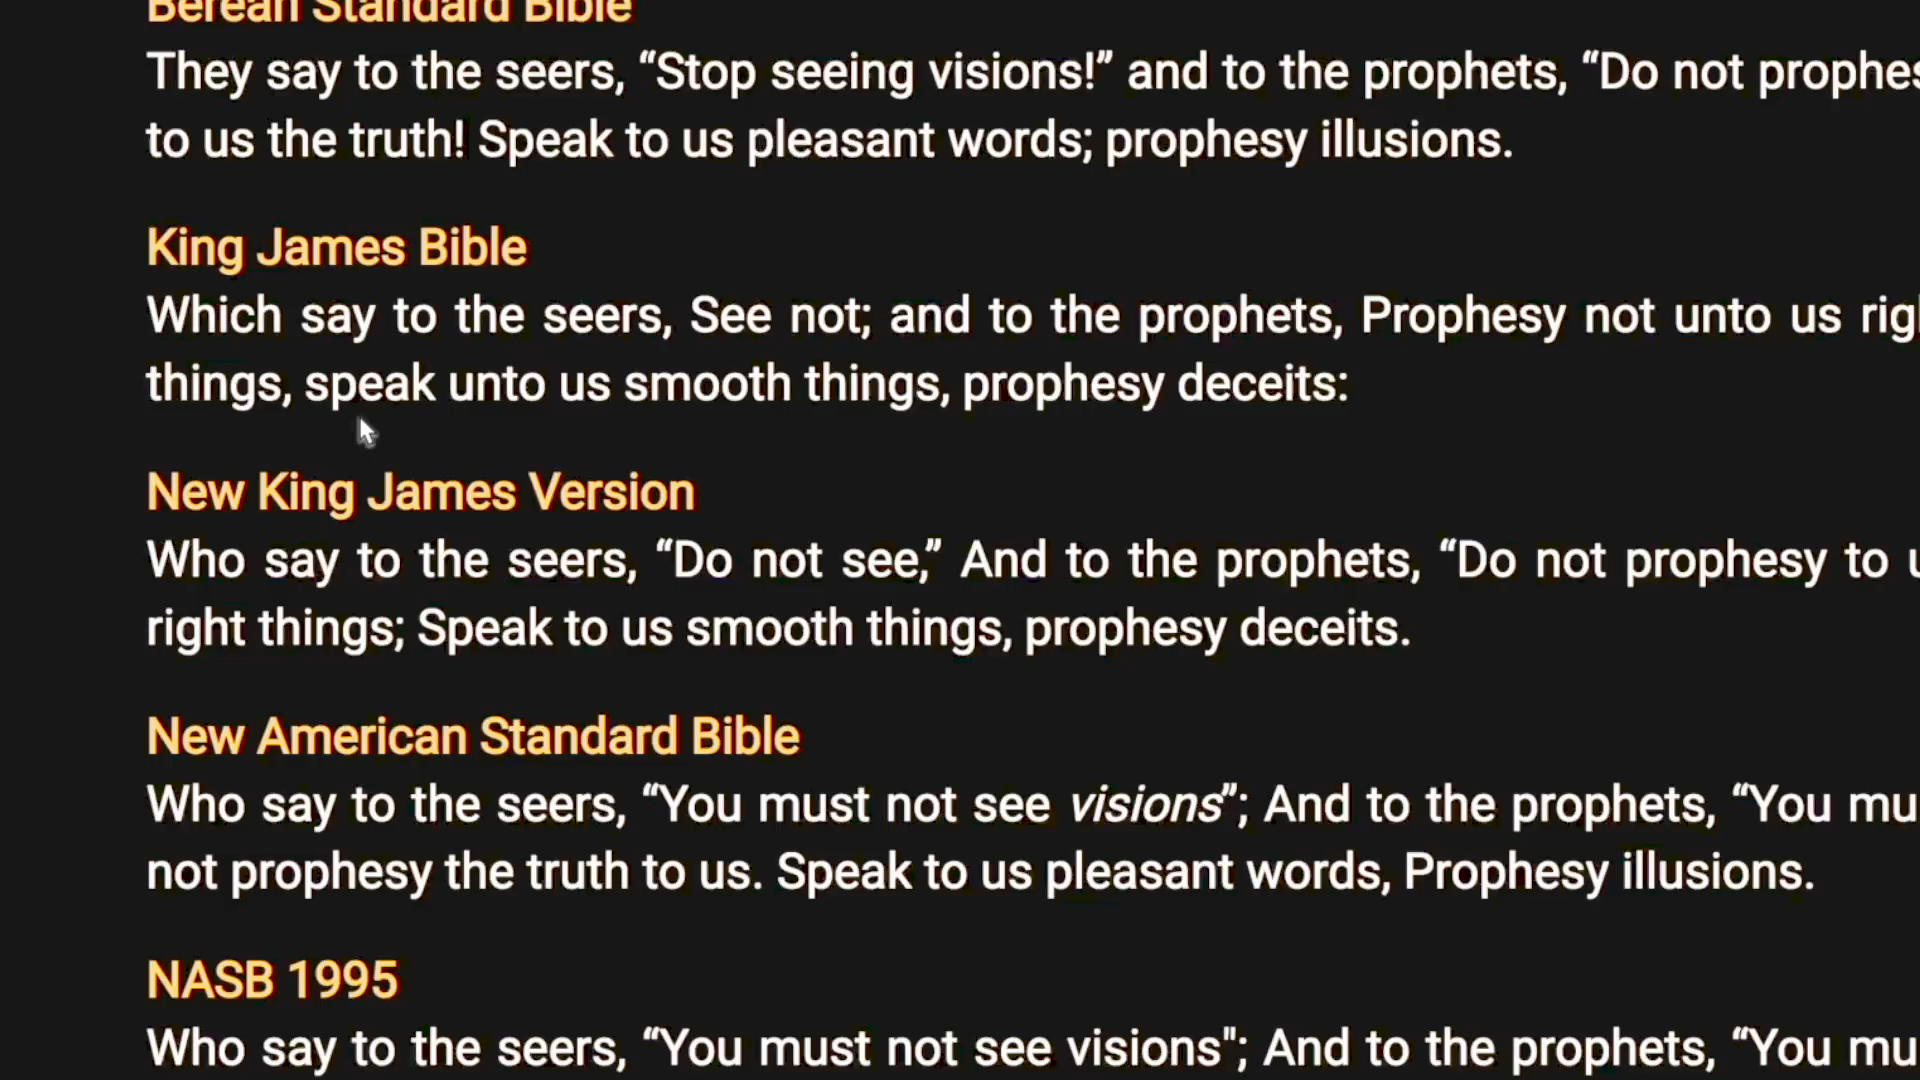 Berean Standard Bible
They say to the seers, “Stop seeing visions!” and to the prophets, “Do not
to us the truth! Speak to us pleasant words; prophesy illusions.
King James Bible
Which say to the seers, See not; and to the prophets, Prophesy not unto us
things, speak unto us smooth things, prophesy deceits:
New King James Version
Who say to the seers, “Do not see,” And to the prophets, “Do not prophesy to
right things; Speak to us smooth things, prophesy deceits.
New American Standard Bible
Who say to the seers, “You must not see visions”; And to the prophets, “You
not prophesy the truth to us. Speak to us pleasant words, Prophesy illusions.
NASB 1995
Who say to the seers, “You must not see visions"; And to the prophets, “You